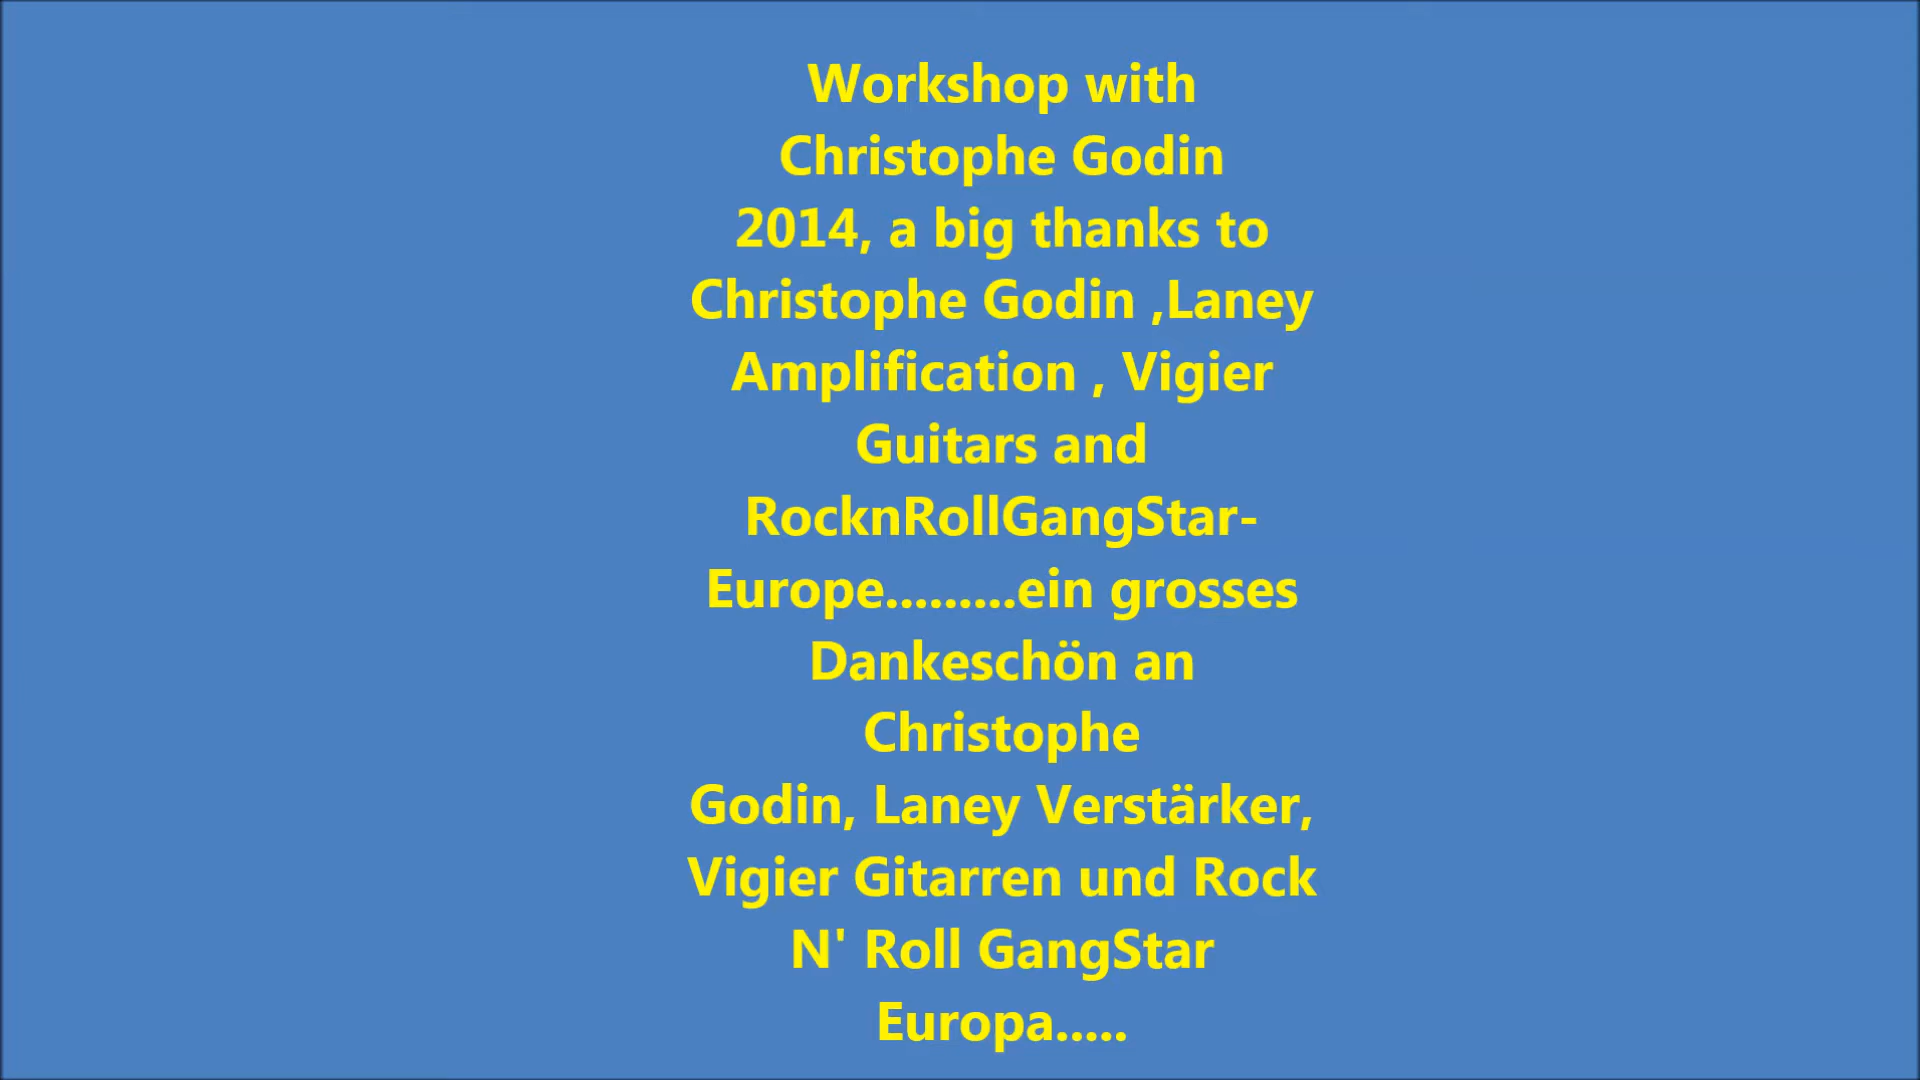 Workshop with
Christophe Godin
2014, a big thanks to
Christophe Godin ,Laney
Amplification , Vigier
Guitars and
RocknRollGangStar-
Europe.........ein grosses
Dankeschön an
Christophe
Godin, Laney Verstärker,
Vigier Gitarren und Rock
N' Roll GangStar
Europa.....